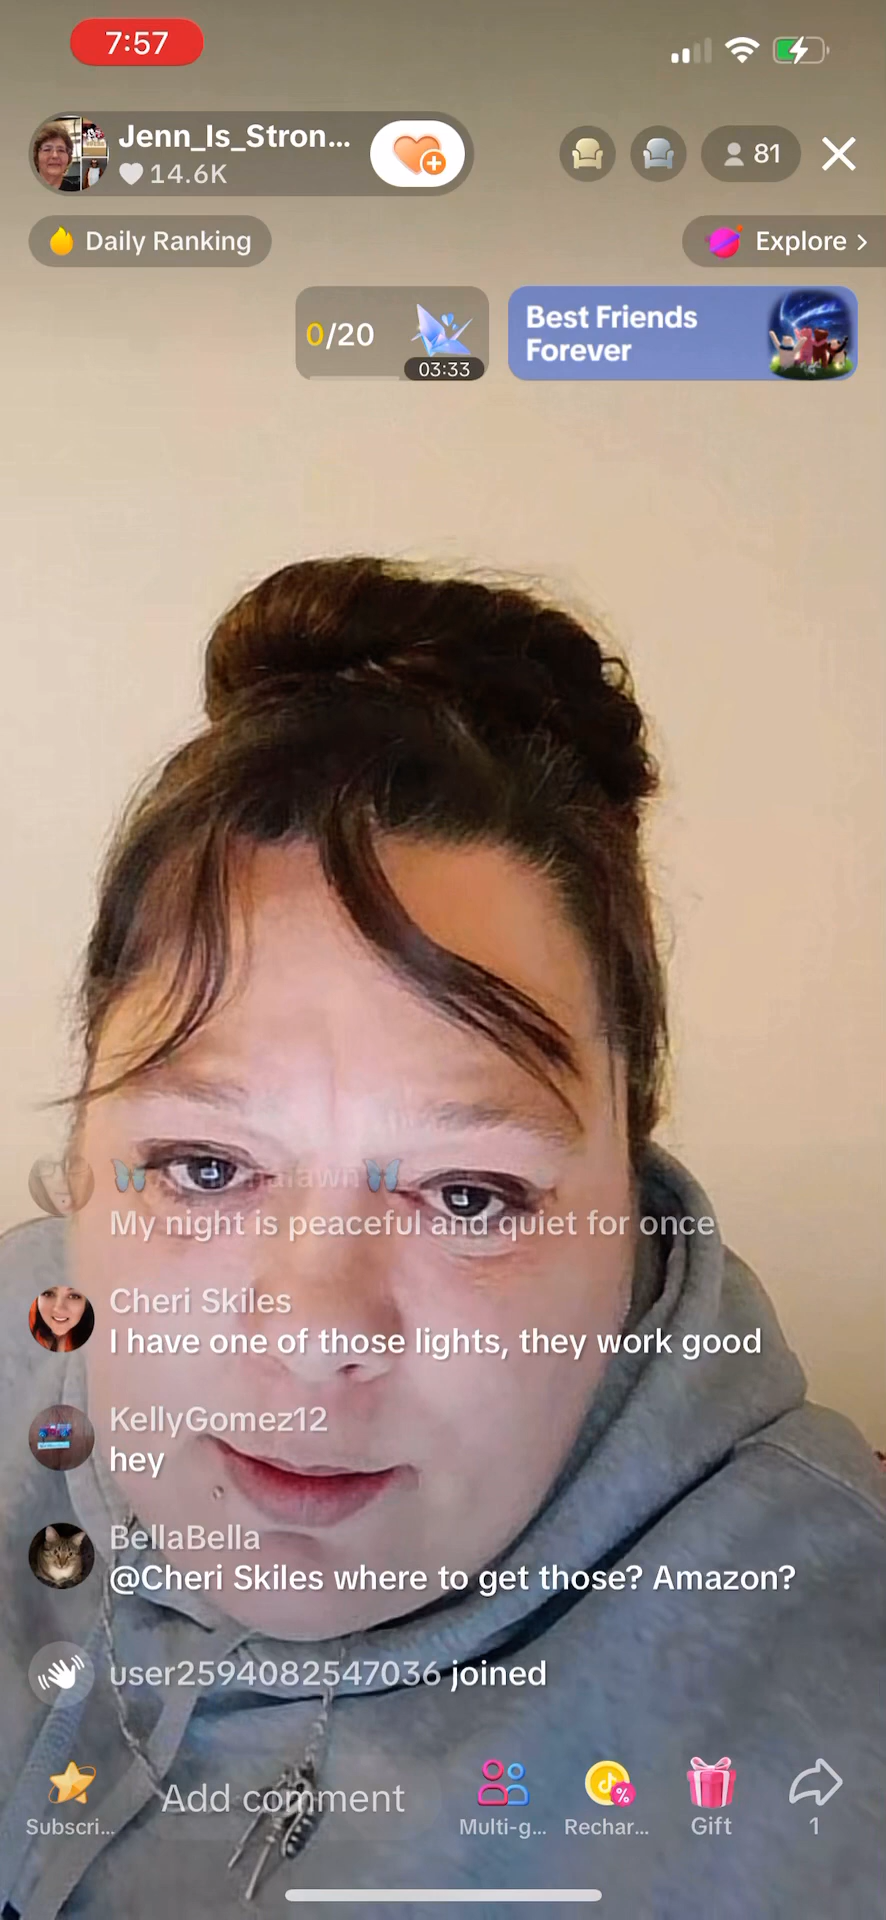 7:57
Jenn_Is_Stron...
14.6K
81
Daily Ranking
Explore >
0/20
03:33
Best Friends
Forever
My night is peaceful and quiet for once
Cheri Skiles
I have one of those lights, they work good
KellyGomez12
hey
BellaBella
@Cheri Skiles where to get those? Amazon?
user2594082547036 joined
Subscri...
Add comment
Multi-g...
Rechar...
Gift
1